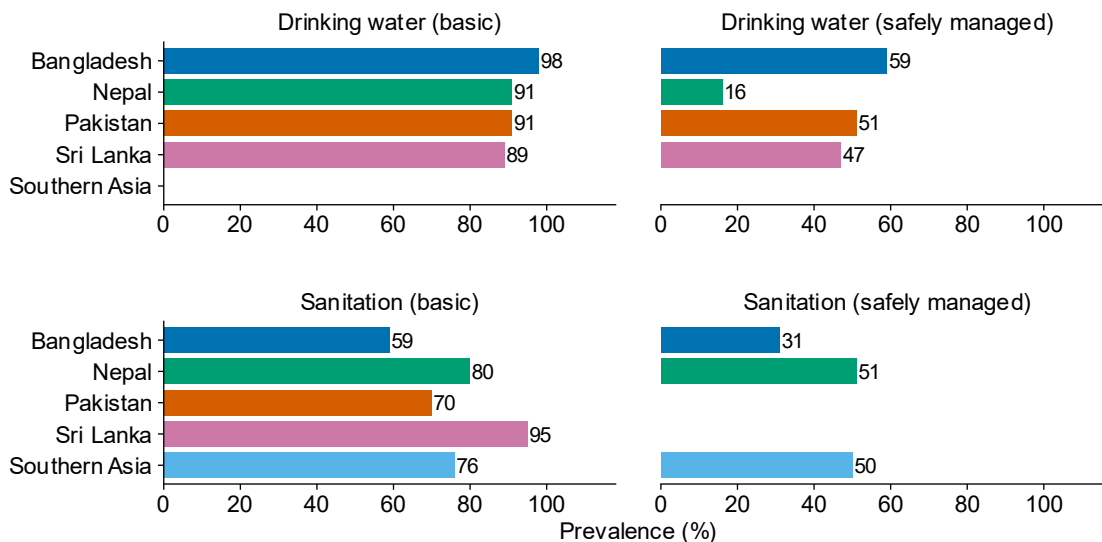 Drinking water (basic)
Drinking water (safely managed)
Bangladesh 98 59
Nepal 91 16
Pakistan 91 51
Sri Lanka 89 47
Southern Asia
0 20 40 60 80 100 0 20 40 60 80 100
Sanitation (basic)
Sanitation (safely managed)
Bangladesh 59 31
Nepal 80 51
Pakistan 70
Sri Lanka 95
Southern Asia 76 50
0 20 40 60 80 100 0 20 40 60 80 100
Prevalence (%)